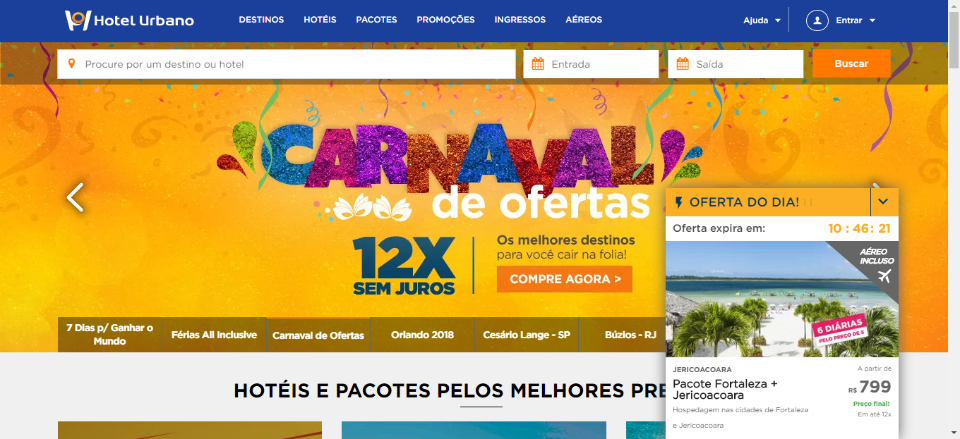 Hotel Urbano
DESTINOS HOTÉIS PACOTES PROMOÇÕES INGRESSOS AÉREOS
Ajuda Entrar
Procure por um destino ou hotel
Entrada
Saída
Buscar
CARNAVAL
de ofertas
12X
SEM JUROS
Os melhores destinos
para você cair na folia!
COMPRE AGORA >
7 Dias p/ Ganhar o
Mundo
Férias All Inclusive
Carnaval de Ofertas
Orlando 2018
Cesário Lange - SP
Búzios - RJ
HOTÉIS E PACOTES PELOS MELHORES PRE
OFERTA DO DIA!
Oferta expira em: 10 : 46 : 21
AÉREO
INCLUSO
6 DIÁRIAS
PELO PREÇO DE 5
JERICOACOARA
Pacote Fortaleza +
Jericoacoara
Hospedagem nas cidades de Fortaleza
e Jericoacoara
A partir de
R$ 799
Preço final!
Em até 12x